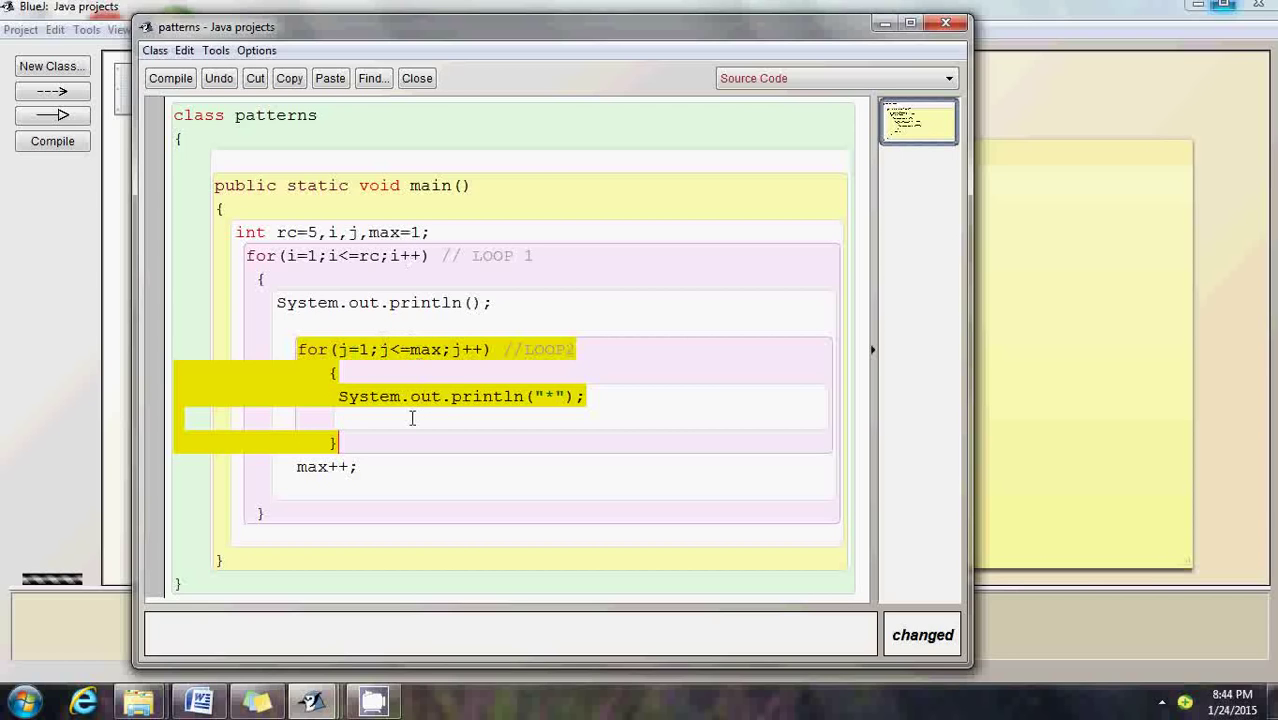 BlueJ: Java projects
Project Edit Tools View
New Class...
Compile
patterns - Java projects
Class Edit Tools Options
Compile Undo Cut Copy Paste Find... Close
Source Code
class patterns
{
public static void main()
{
int rc=5,i,j,max=1;
for(i=1;i<=rc;i++) // LOOP 1
{
System.out.println();
for(j=1;j<=max;j++) //LOOP2
{
System.out.println("*");
}
max++;
}
}
}
changed
8:44 PM
1/24/2015